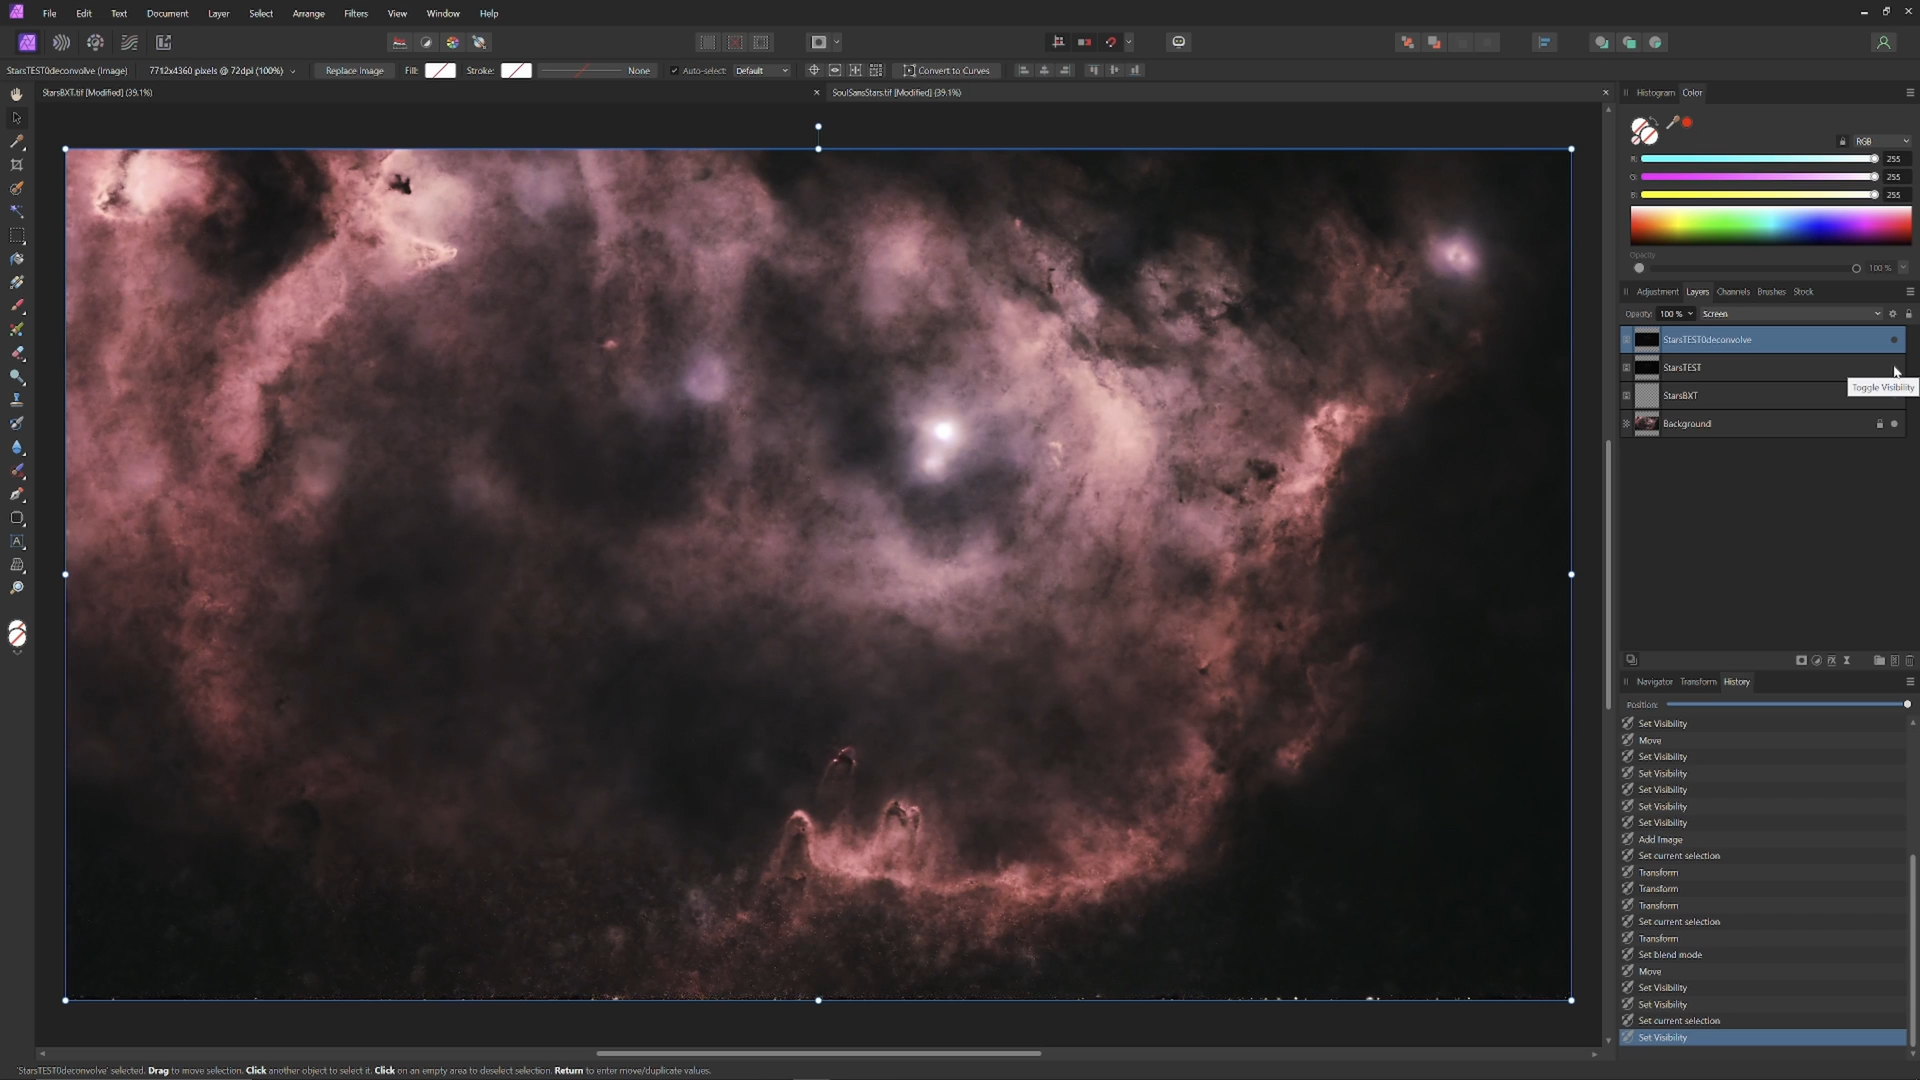 File Edit Text Document Layer Select Arrange Filters View Window Help
StarsTEST0deconvolve (Image) 7712x4360 pixels @ 72dpi (100%) Replace Image Fill: Stroke: None Auto-select: Default Convert to Curves
StarsBXT.tif [Modified] (39.1%) SoulSansStars.tif [Modified] (39.1%)
Histogram Color
RGB
R: 255
G: 255
B: 255
Opacity
100 %
Adjustment Layers Channels Brushes Stock
Opacity: 100 % Screen
StarsTEST0deconvolve
StarsTEST
Toggle Visibility
StarsBXT
Background
Navigator Transform History
Position:
Set Visibility
Move
Set Visibility
Set Visibility
Set Visibility
Set Visibility
Set Visibility
Add Image
Set current selection
Transform
Transform
Transform
Set current selection
Transform
Set blend mode
Move
Set Visibility
Set Visibility
Set current selection
Set Visibility
'StarsTEST0deconvolve' selected. Drag to move selection. Click another object to select it. Click on an empty area to deselect selection. Return to enter move/duplicate values.